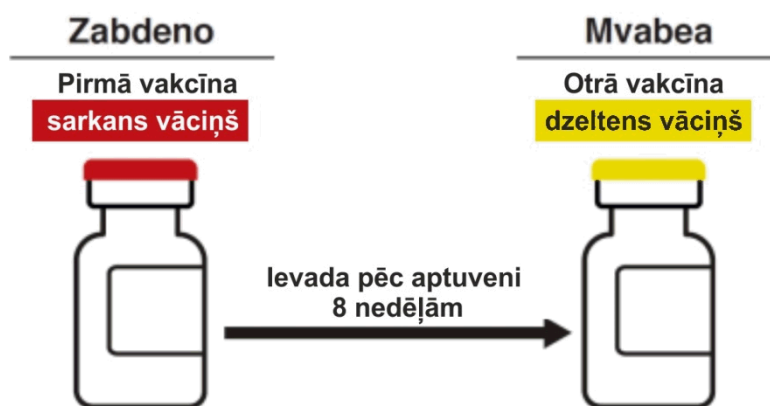 Zabdeno
Pirmā vakcīna
sarkans vāciņš
Mvabea
Otrā vakcīna
dzeltens vāciņš
Ievada pēc aptuveni
8 nedēļām